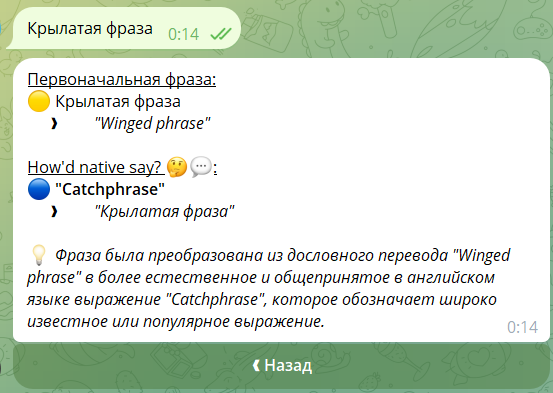 Крылатая фраза 0:14
Первоначальная фраза:
🟡 Крылатая фраза
❱ "Winged phrase"
How'd native say? 🤔💬:
🔵 "Catchphrase"
❱ "Крылатая фраза"
💡 Фраза была преобразована из дословного перевода "Winged
phrase" в более естественное и общепринятое в английском
языке выражение "Catchphrase", которое обозначает широко
известное или популярное выражение.
0:14
❰ Назад